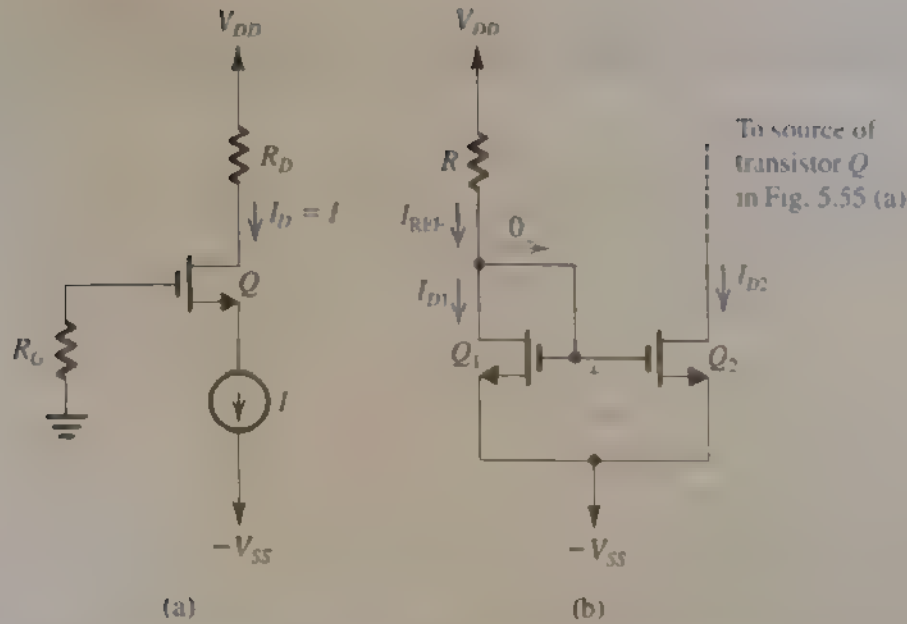 V_DD
R_D
I_D = I
Q
R_G
I
-V_SS
(a)
V_DD
R
I_REF
0
I_D1
Q_1
I_D2
Q_2
-V_SS
(b)
To source of
transistor Q
in Fig. 5.55 (a)